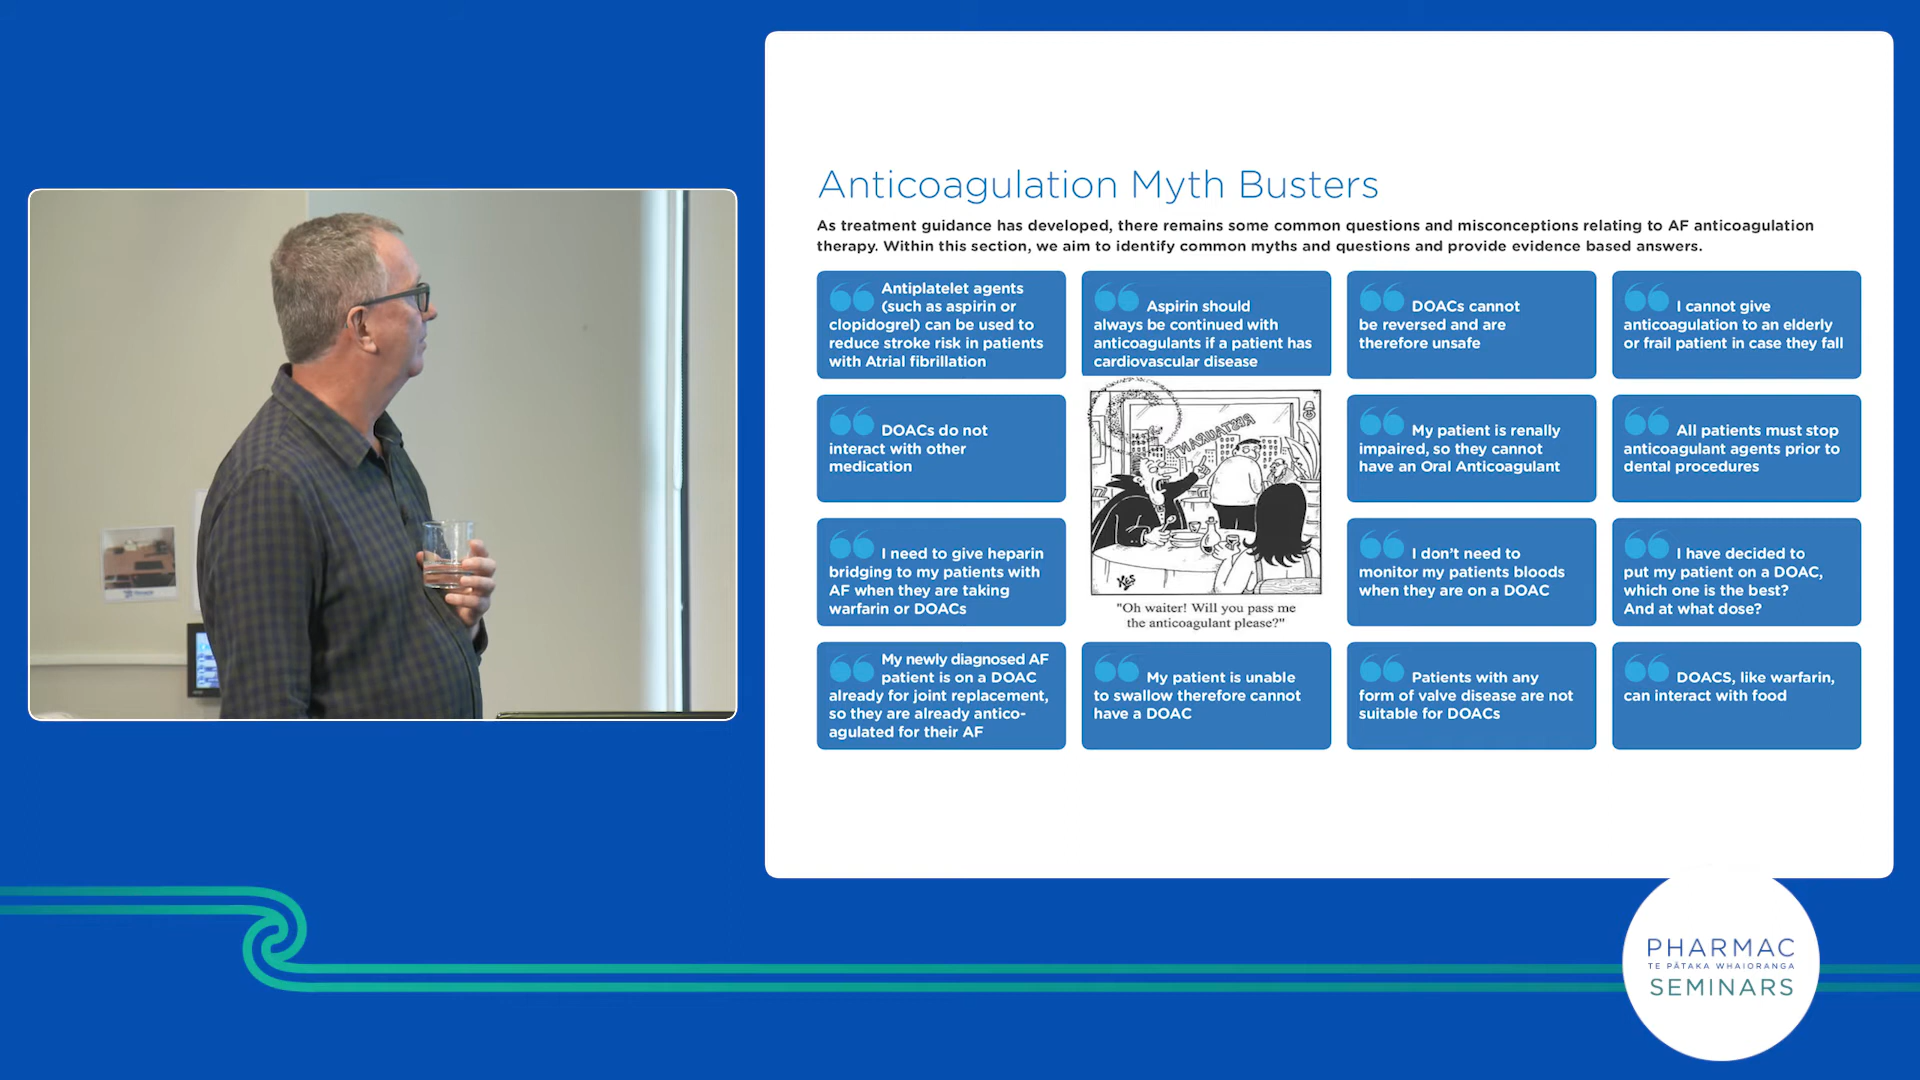 Anticoagulation Myth Busters
As treatment guidance has developed, there remains some common questions and misconceptions relating to AF anticoagulation
therapy. Within this section, we aim to identify common myths and questions and provide evidence based answers.
Antiplatelet agents
(such as aspirin or
clopidogrel) can be used to
reduce stroke risk in patients
with Atrial fibrillation
Aspirin should
always be continued with
anticoagulants if a patient has
cardiovascular disease
DOACs cannot
be reversed and are
therefore unsafe
I cannot give
anticoagulation to an elderly
or frail patient in case they fall
DOACs do not
interact with other
medication
RESTAURANT
My patient is renally
impaired, so they cannot
have an Oral Anticoagulant
All patients must stop
anticoagulant agents prior to
dental procedures
I need to give heparin
bridging to my patients with
AF when they are taking
warfarin or DOACs
"Oh waiter! Will you pass me
the anticoagulant please?"
I don't need to
monitor my patients bloods
when they are on a DOAC
I have decided to
put my patient on a DOAC,
which one is the best?
And at what dose?
My newly diagnosed AF
patient is on a DOAC
already for joint replacement,
so they are already antico-
agulated for their AF
My patient is unable
to swallow therefore cannot
have a DOAC
Patients with any
form of valve disease are not
suitable for DOACs
DOACS, like warfarin,
can interact with food
PHARMAC
TE PĀTAKA WHAIORANGA
SEMINARS